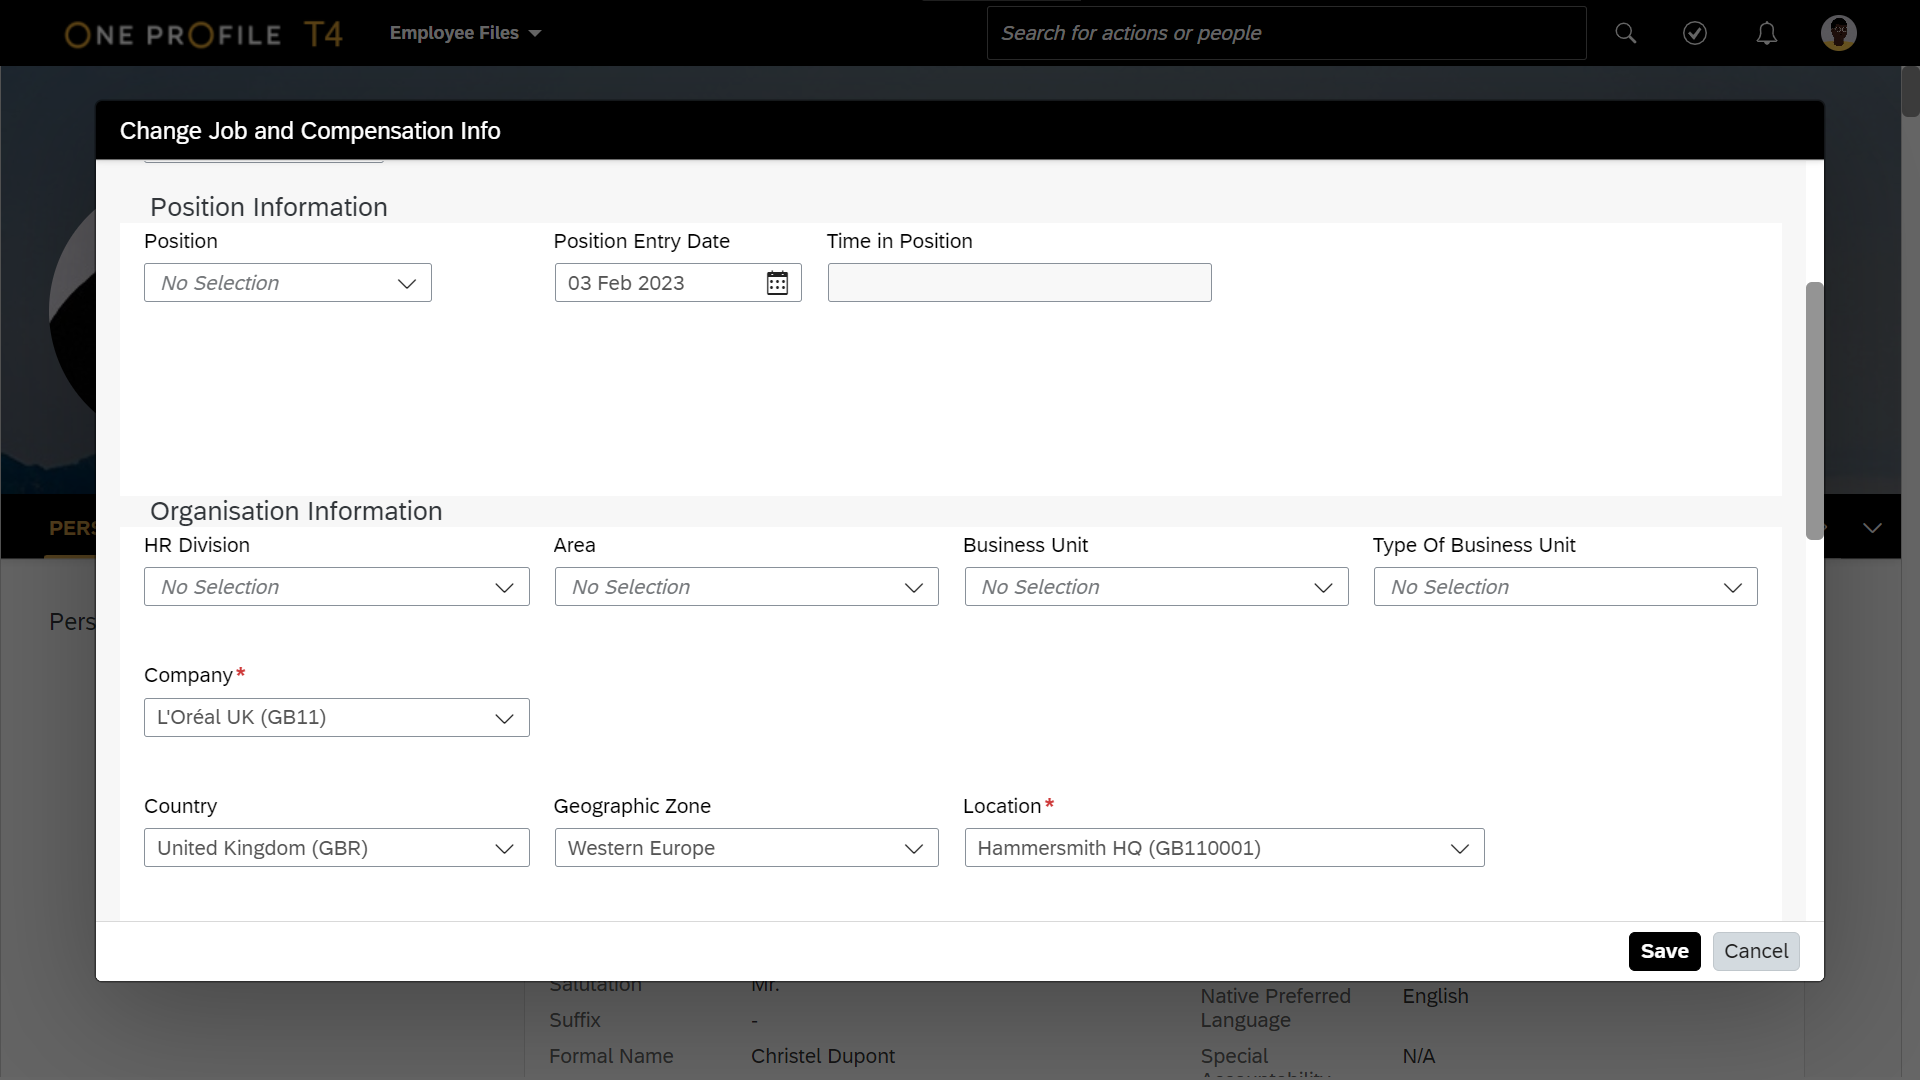 ONE PROFILE T4
Employee Files
Search for actions or people
Change Job and Compensation Info
Position Information
Position
Position Entry Date
Time in Position
No Selection
03 Feb 2023
Organisation Information
HR Division
Area
Business Unit
Type Of Business Unit
No Selection
No Selection
No Selection
No Selection
PERS
Pers
Company*
L'Oréal UK (GB11)
Country
Geographic Zone
Location*
United Kingdom (GBR)
Western Europe
Hammersmith HQ (GB110001)
Save
Cancel
Salutation
Mr.
Suffix
-
Formal Name
Christel Dupont
Native Preferred
Language
English
Special
Accountability
N/A